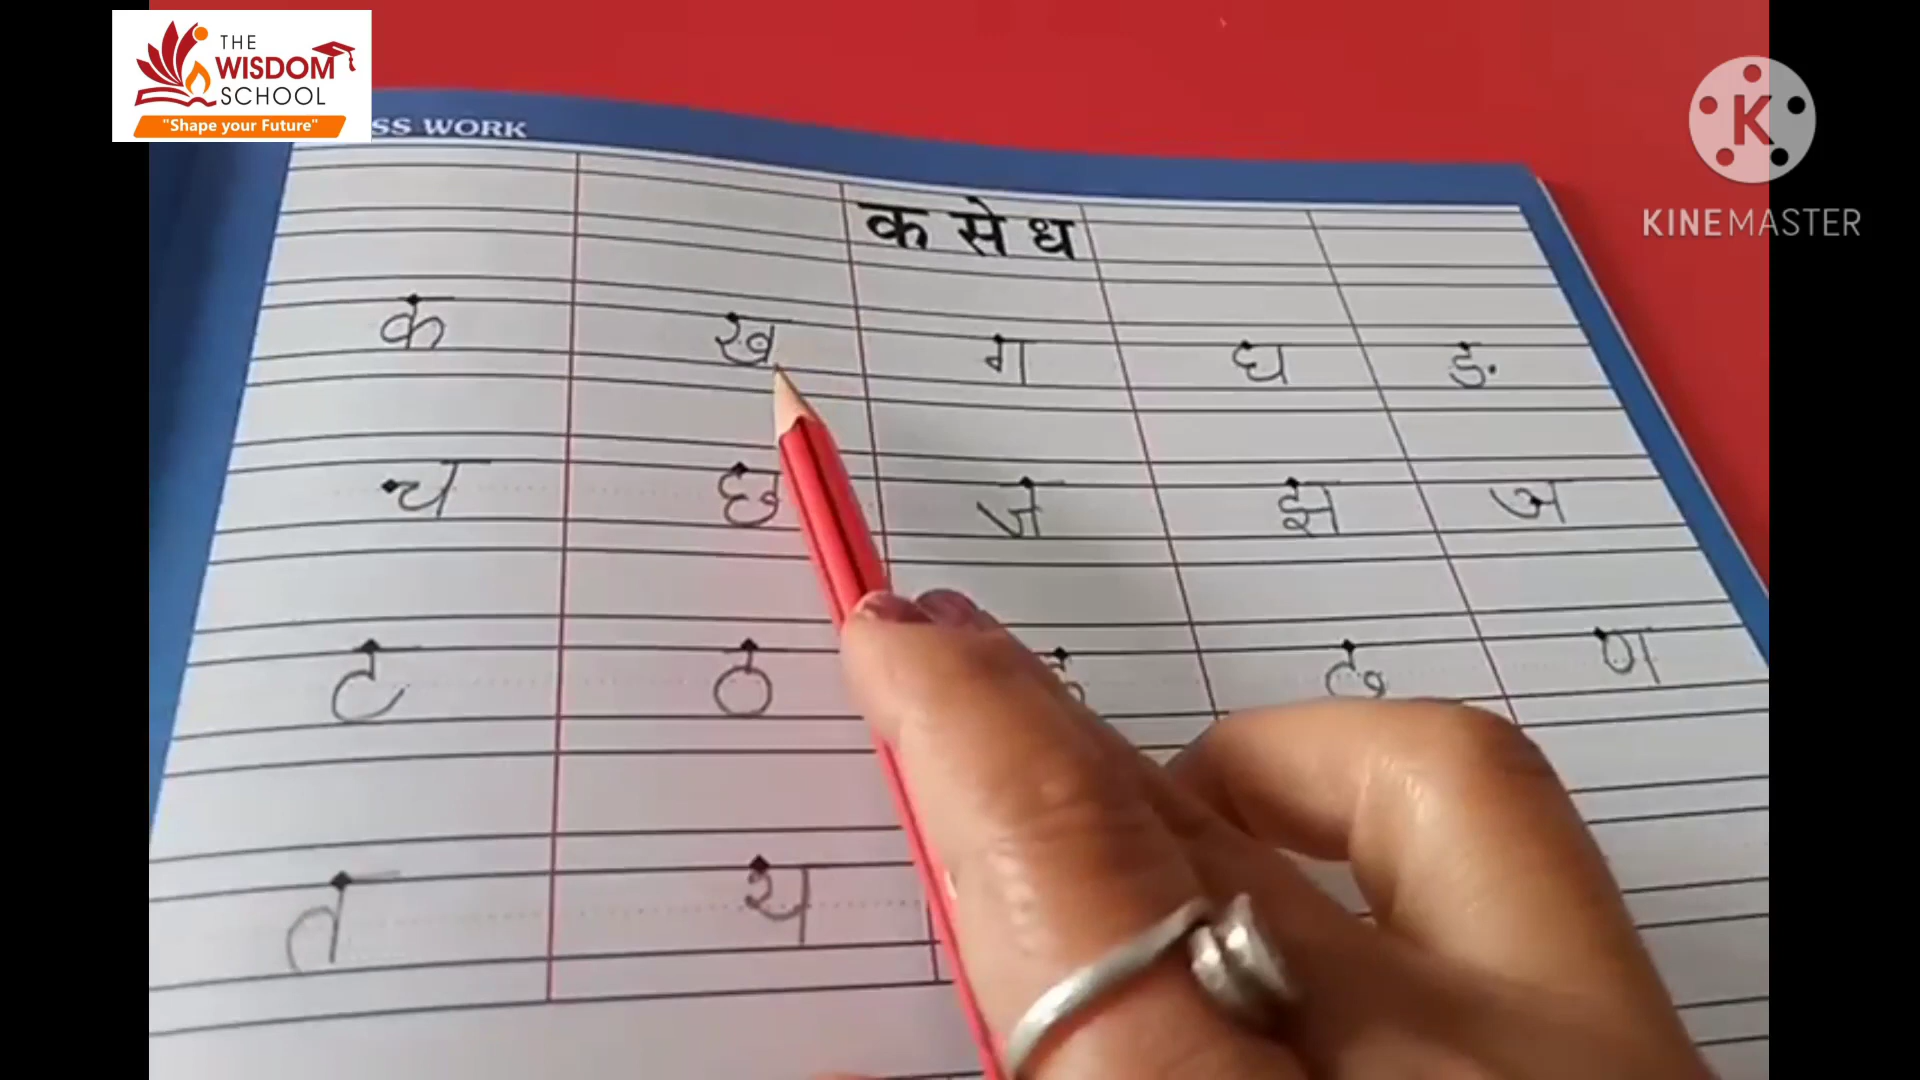 THE
WISDOM
SCHOOL
"Shape your Future"
SS WORK
K
KINEMASTER
क से ध
क ख ग घ ङ
च छ ज झ ञ
ट ठ ड ढ ण
त थ